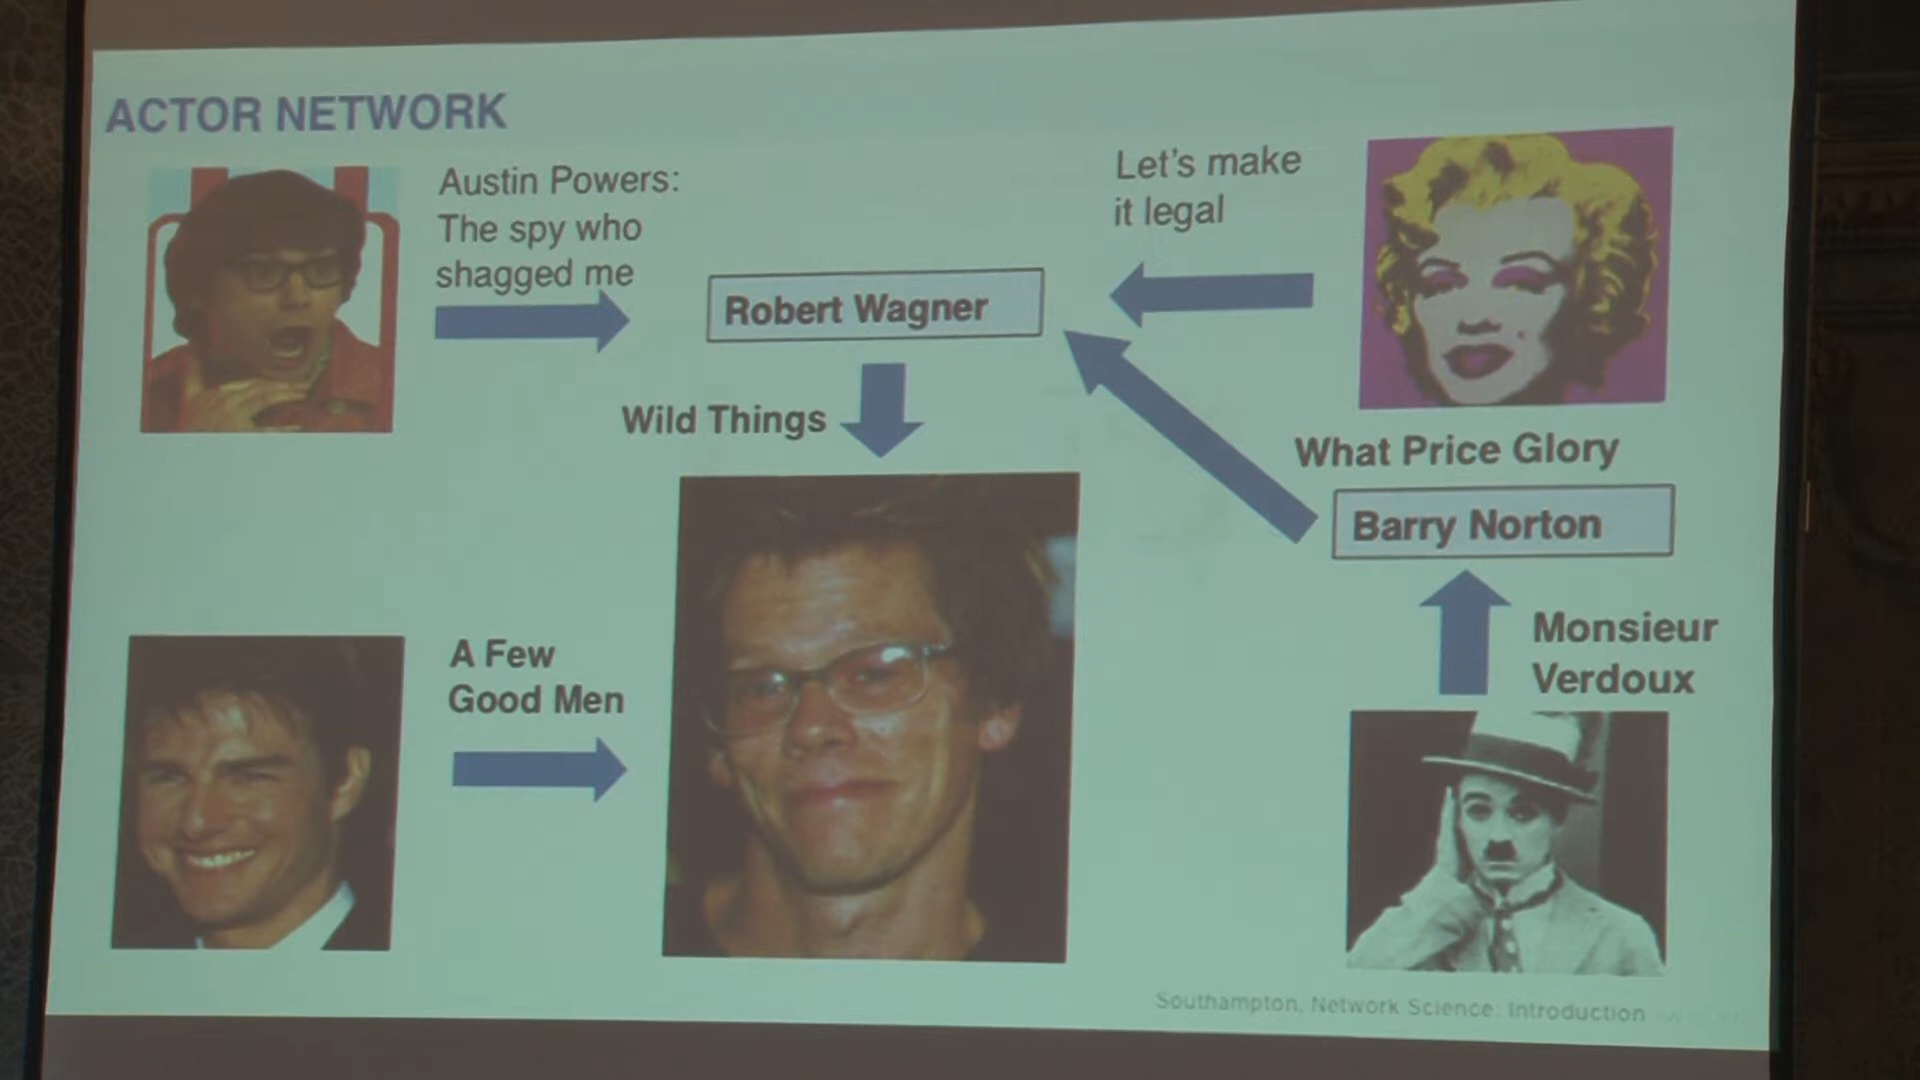 ACTOR NETWORK
Austin Powers:
The spy who
shagged me
Let's make
it legal
Robert Wagner
Wild Things
What Price Glory
Barry Norton
A Few
Good Men
Monsieur
Verdoux
Southampton, Network Science: Introduction